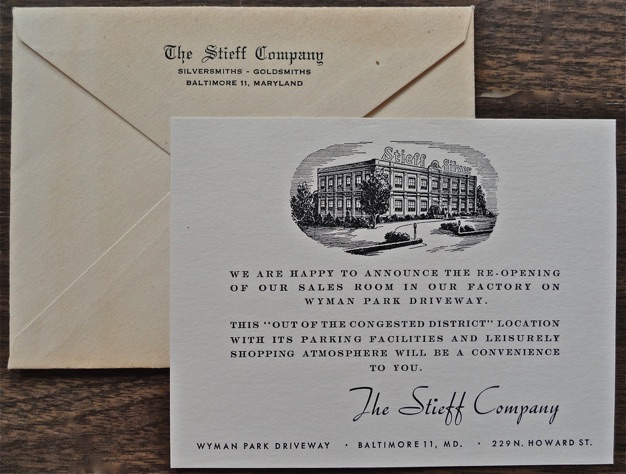 The Stieff Company
SILVERSMITHS - GOLDSMITHS
BALTIMORE 11, MARYLAND
Stieff Silver
WE ARE HAPPY TO ANNOUNCE THE RE-OPENING
OF OUR SALES ROOM IN OUR FACTORY ON
WYMAN PARK DRIVEWAY.
THIS "OUT OF THE CONGESTED DISTRICT" LOCATION
WITH ITS PARKING FACILITIES AND LEISURELY
SHOPPING ATMOSPHERE WILL BE A CONVENIENCE
TO YOU.
The Stieff Company
WYMAN PARK DRIVEWAY · BALTIMORE 11, MD. · 229 N. HOWARD ST.